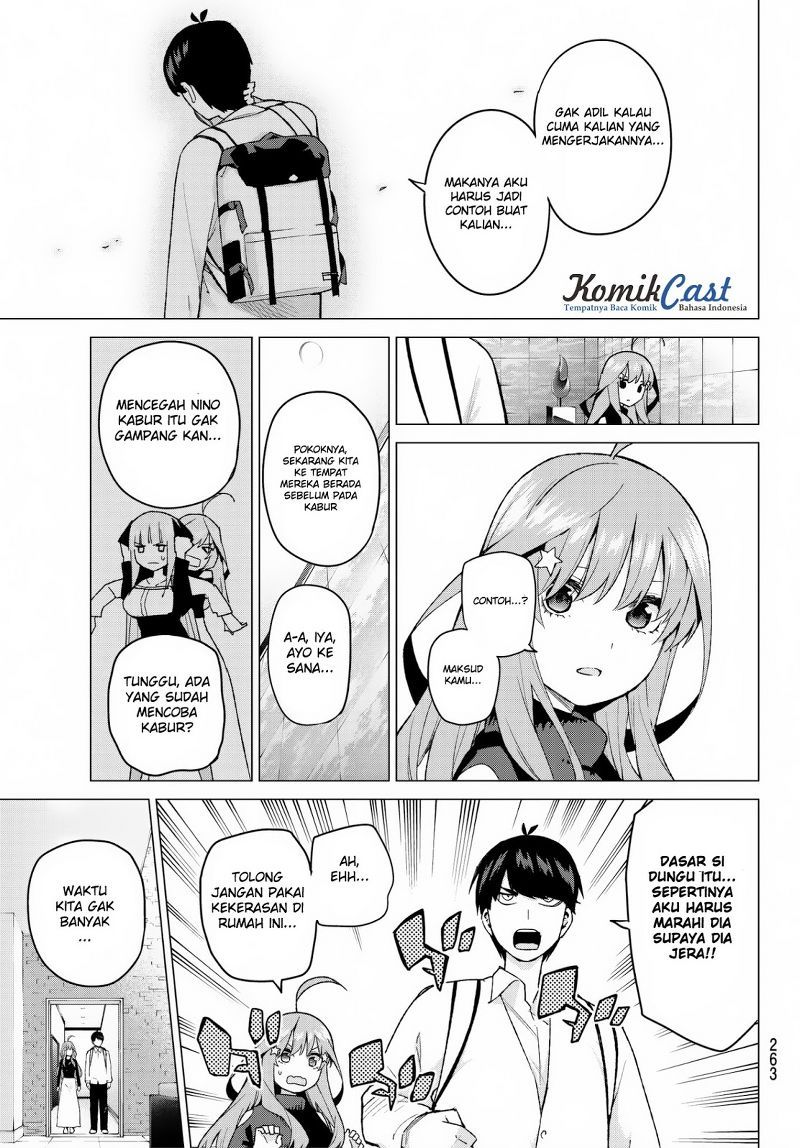 GAK ADIL KALAU
CUMA KALIAN YANG
MENGERJAKANNYA...
MAKANYA AKU
HARUS JADI
CONTOH BUAT
KALIAN...
KomikCast
Tempatnya Baca Komik Bahasa Indonesia
CONTOH...?
MAKSUD
KAMU...
POKOKNYA,
SEKARANG KITA
KE TEMPAT
MEREKA BERADA
SEBELUM PADA
KABUR
A-A, IYA,
AYO KE
SANA...
MENCEGAH NINO
KABUR ITU GAK
GAMPANG KAN...
TUNGGU, ADA
YANG SUDAH
MENCOBA
KABUR?
DASAR SI
DUNGU ITU...
SEPERTINYA
AKU HARUS
MARAHI DIA
SUPAYA DIA
JERA!!
AH,
EHH...
TOLONG
JANGAN PAKAI
KEKERASAN DI
RUMAH INI...
WAKTU
KITA GAK
BANYAK
...
263